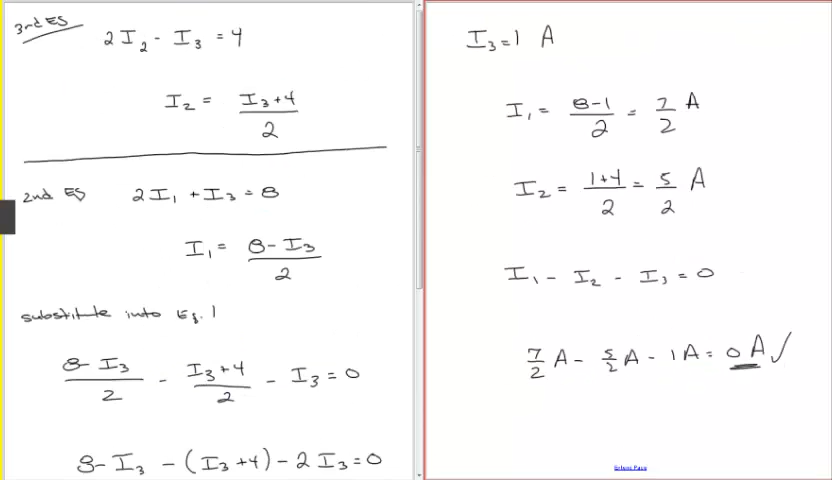 3rd EQ
2I₂ - I₃ = 4
I₂ = (I₃+4)/2
2nd EQ 2I₁ + I₃ = 8
I₁ = (8-I₃)/2
substitute into Eq. 1
(8-I₃)/2 - (I₃+4)/2 - I₃ = 0
8-I₃ - (I₃+4) - 2I₃ = 0
I₃ = 1 A
I₁ = (8-1)/2 = 7/2 A
I₂ = (1+4)/2 = 5/2 A
I₁ - I₂ - I₃ = 0
7/2 A - 5/2 A - 1A = 0 A ✓